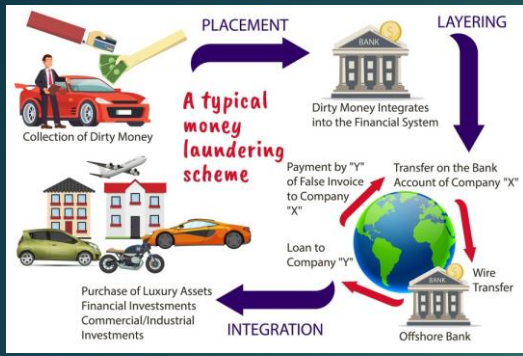 PLACEMENT
LAYERING
BANK
Collection of Dirty Money
A typical
money
laundering
scheme
Dirty Money Integrates
into the Financial System
Payment by "Y"
of False Invoice
to Company
"X"
Transfer on the Bank
Account of Company "X"
Loan to
Company "Y"
Wire
Transfer
BANK
Offshore Bank
Purchase of Luxury Assets
Financial Investsments
Commercial/Industrial
Investments
INTEGRATION